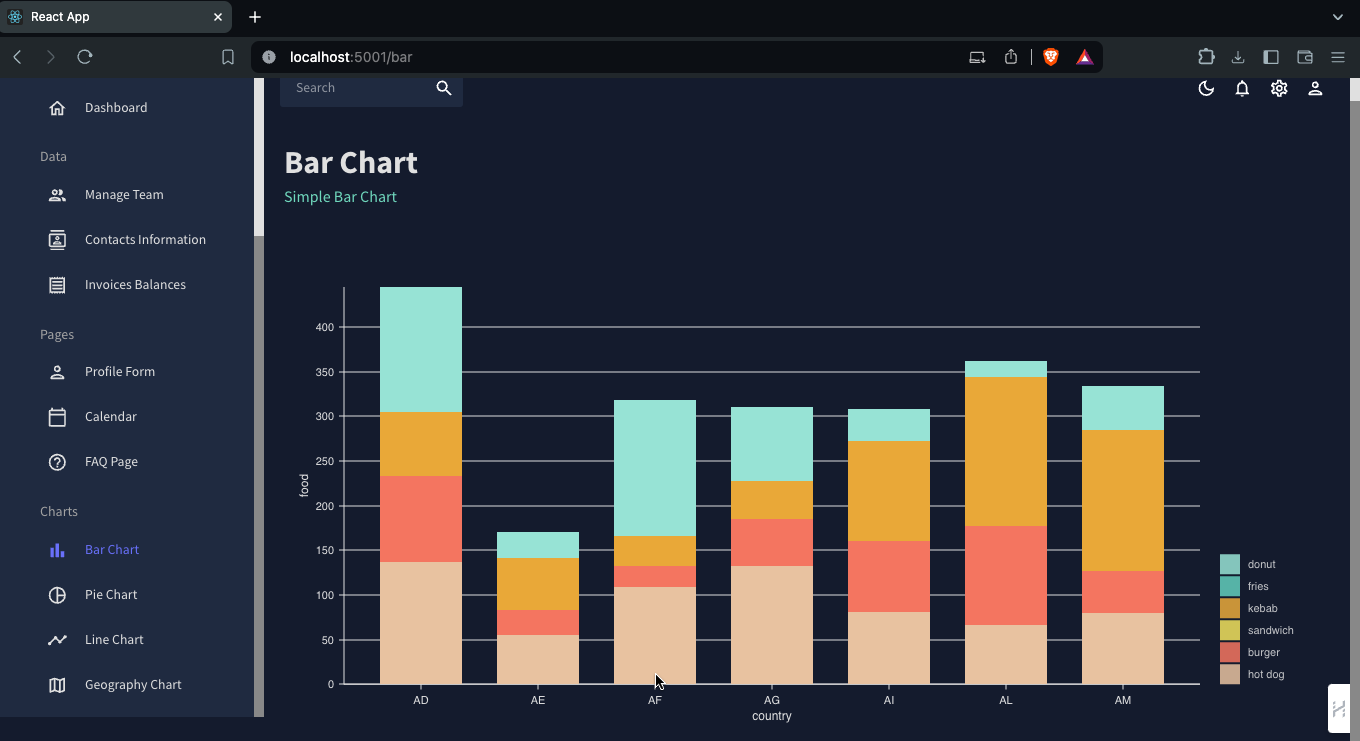 React App
localhost:5001/bar
Dashboard
Data
Manage Team
Contacts Information
Invoices Balances
Pages
Profile Form
Calendar
FAQ Page
Charts
Bar Chart
Pie Chart
Line Chart
Geography Chart
Search
Bar Chart
Simple Bar Chart
food
400
350
300
250
200
150
100
50
0
AD AE AF AG AI AL AM
country
donut
fries
kebab
sandwich
burger
hot dog